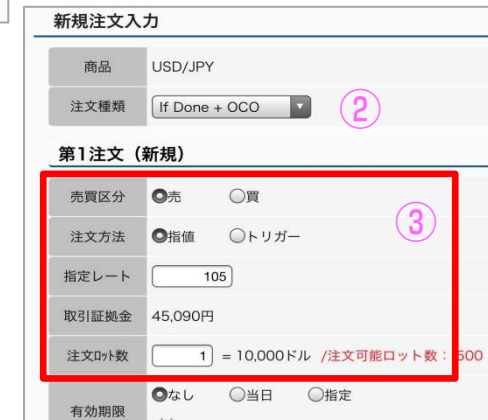 新規注文入力
商品 USD/JPY
注文種類 If Done + OCO ②
第1注文（新規）
売買区分 売 買
注文方法 指値 トリガー ③
指定レート 105
取引証拠金 45,090円
注文ロット数 1 = 10,000ドル /注文可能ロット数：500
有効期限 なし 当日 指定